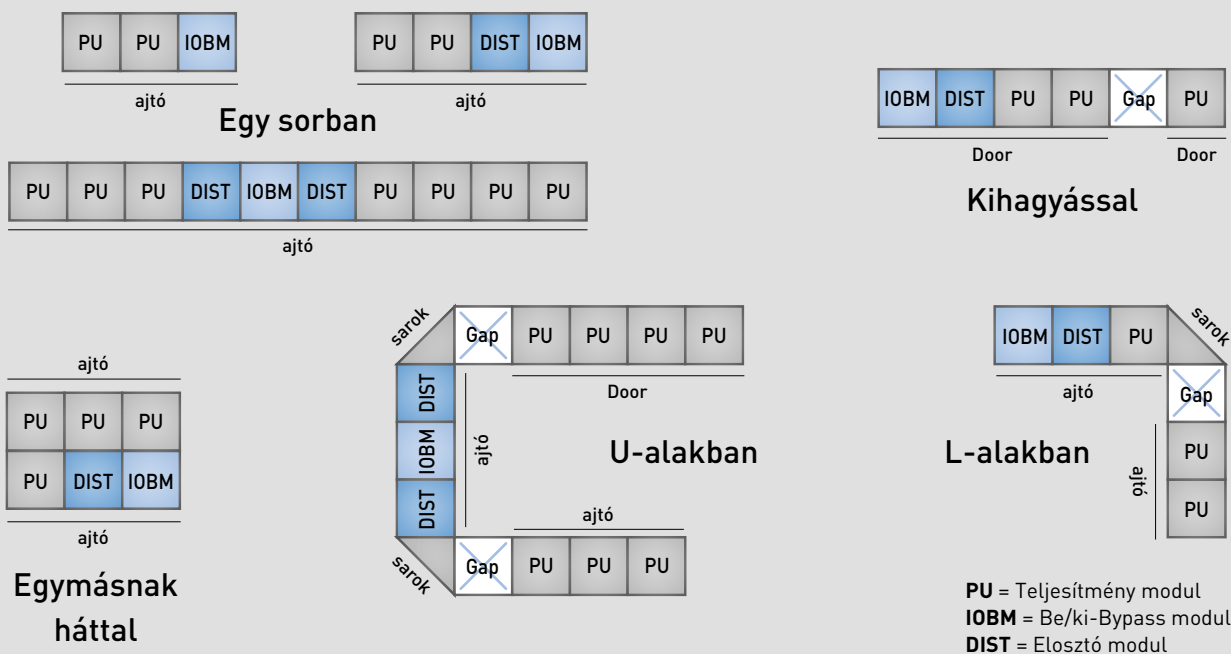 PU PU IOBM
ajtó
PU PU DIST IOBM
ajtó
Egy sorban
PU PU PU DIST IOBM DIST PU PU PU PU
ajtó
IOBM DIST PU PU Gap PU
Door Door
Kihagyással
ajtó
PU PU PU
PU DIST IOBM
ajtó
Egymásnak
háttal
sarok
Gap PU PU PU PU
Door
DIST
IOBM
DIST
ajtó
U-alakban
ajtó
sarok
Gap PU PU PU
IOBM DIST PU
sarok
ajtó
Gap
L-alakban
ajtó
PU
PU
PU = Teljesítmény modul
IOBM = Be/ki-Bypass modul
DIST = Elosztó modul